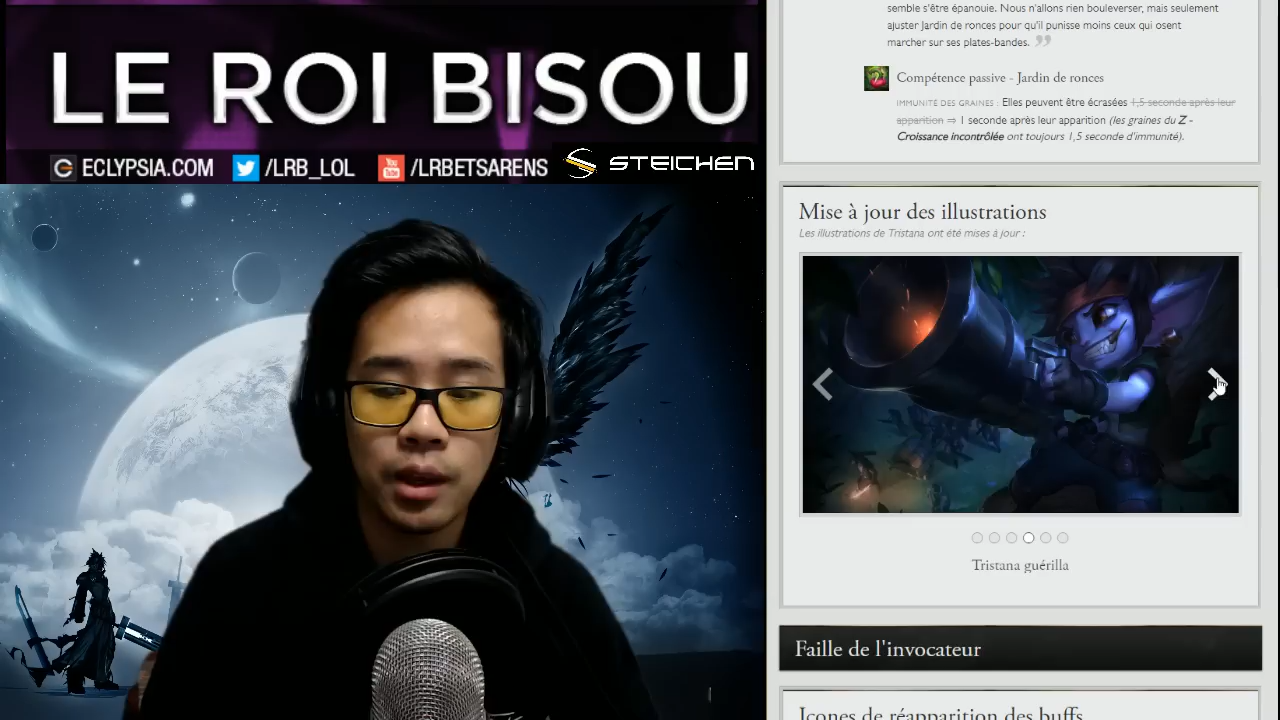 LE ROI BISOU
ECLYPSIA.COM
/LRB_LOL
You Tube
/LRBETSARENS
STEICHEN
semble s'être épanouie. Nous n'allons rien bouleverser, mais seulement
ajuster Jardin de ronces pour qu'il punisse moins ceux qui osent
marcher sur ses plates-bandes.
Compétence passive - Jardin de ronces
IMMUNITÉ DES GRAINES : Elles peuvent être écrasées 1,5 seconde après leur
apparition ⇒ 1 seconde après leur apparition (les graines du Z -
Croissance incontrôlée ont toujours 1,5 seconde d'immunité).
Mise à jour des illustrations
Les illustrations de Tristana ont été mises à jour :
Tristana guérilla
Faille de l'invocateur
Icones de réapparition des buffs